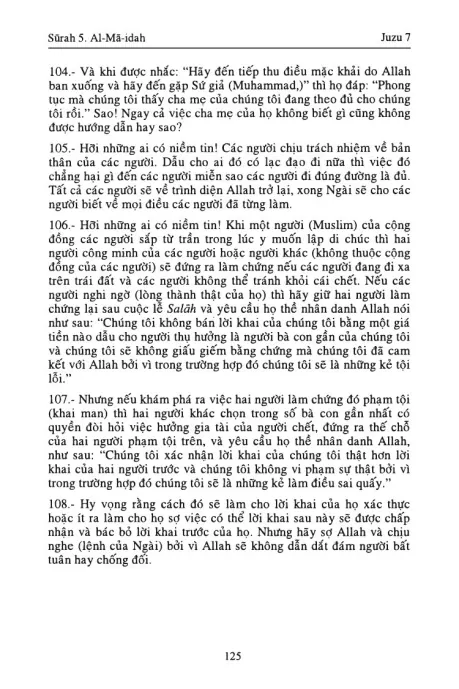 Sūrah 5. Al-Mā-idah
Juzu 7
104.- Và khi được nhắc: “Hãy đến tiếp thu điều mặc khải do Allah
ban xuống và hãy đến gặp Sứ giả (Muhammad,)” thì họ đáp: “Phong
tục mà chúng tôi thấy cha mẹ của chúng tôi đang theo đủ cho chúng
tôi rồi.” Sao! Ngay cả việc cha mẹ của họ không biết gì cũng không
được hướng dẫn hay sao?
105.- Hỡi những ai có niềm tin! Các người chịu trách nhiệm về bản
thân của các người. Dẫu cho ai đó có lạc đạo đi nữa thì việc đó
chẳng hại gì đến các người miễn sao các người đi đúng đường là đủ.
Tất cả các người sẽ về trình diện Allah trở lại, xong Ngài sẽ cho các
người biết về mọi điều các người đã từng làm.
106.- Hỡi những ai có niềm tin! Khi một người (Muslim) của cộng
đồng các người sắp từ trần trong lúc y muốn lập di chúc thì hai
người công minh của các người hoặc người khác (không thuộc cộng
đồng của các người) sẽ đứng ra làm chứng nếu các người đang đi xa
trên trái đất và các người không thể tránh khỏi cái chết. Nếu các
người nghi ngờ (lòng thành thật của họ) thì hãy giữ hai người làm
chứng lại sau cuộc lễ Salāh và yêu cầu họ thề nhân danh Allah nói
như sau: “Chúng tôi không bán lời khai của chúng tôi bằng một giá
tiền nào dẫu cho người thụ hưởng là người bà con gần của chúng tôi
và chúng tôi sẽ không giấu giếm bằng chứng mà chúng tôi đã cam
kết với Allah bởi vì trong trường hợp đó chúng tôi sẽ là những kẻ tội
lỗi.”
107.- Nhưng nếu khám phá ra việc hai người làm chứng đó phạm tội
(khai man) thì hai người khác chọn trong số bà con gần nhất có
quyền đòi hỏi việc hưởng gia tài của người chết, đứng ra thế chỗ
của hai người phạm tội trên, và yêu cầu họ thề nhân danh Allah,
như sau: “Chúng tôi xác nhận lời khai của chúng tôi thật hơn lời
khai của hai người trước và chúng tôi không vi phạm sự thật bởi vì
trong trường hợp đó chúng tôi sẽ là những kẻ làm điều sai quấy.”
108.- Hy vọng rằng cách đó sẽ làm cho lời khai của họ xác thực
hoặc ít ra làm cho họ sợ việc có thể lời khai sau này sẽ được chấp
nhận và bác bỏ lời khai trước của họ. Nhưng hãy sợ Allah và chịu
nghe (lệnh của Ngài) bởi vì Allah sẽ không dẫn dắt đám người bất
tuân hay chống đối.
125